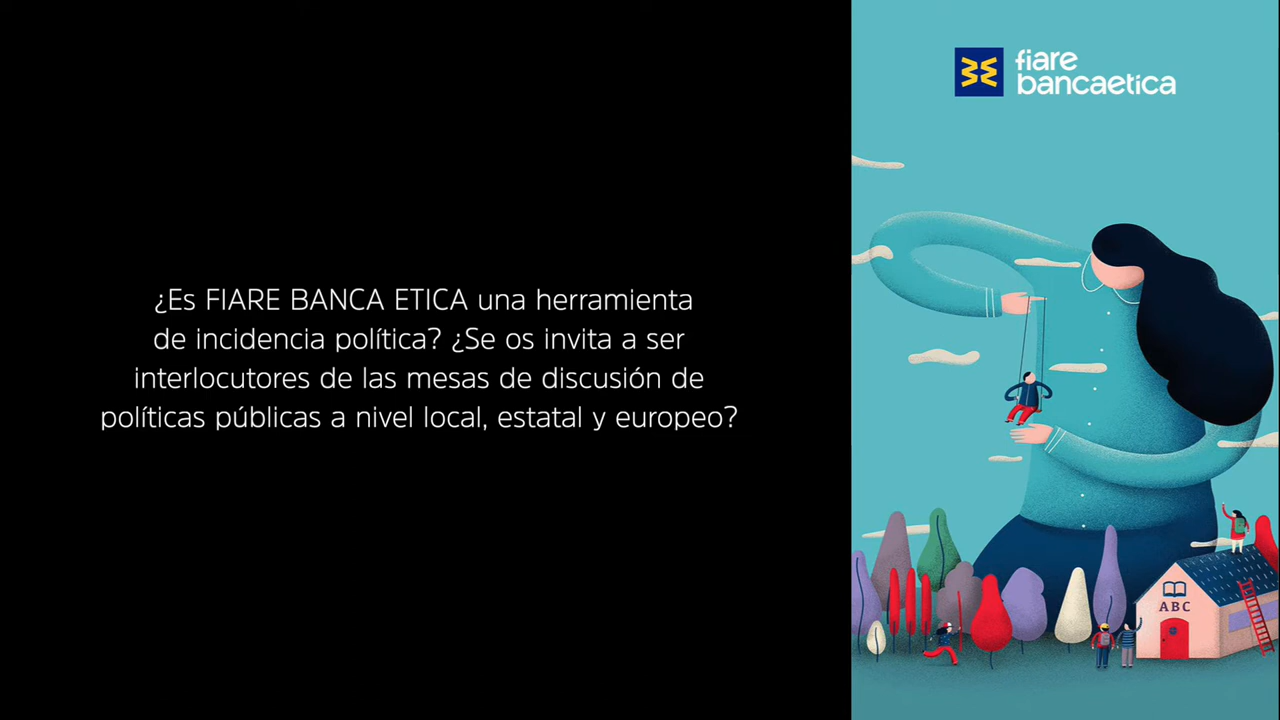 ¿Es FIARE BANCA ETICA una herramienta
de incidencia política? ¿Se os invita a ser
interlocutores de las mesas de discusión de
políticas públicas a nivel local, estatal y europeo?
fiare
bancaetica
ABC